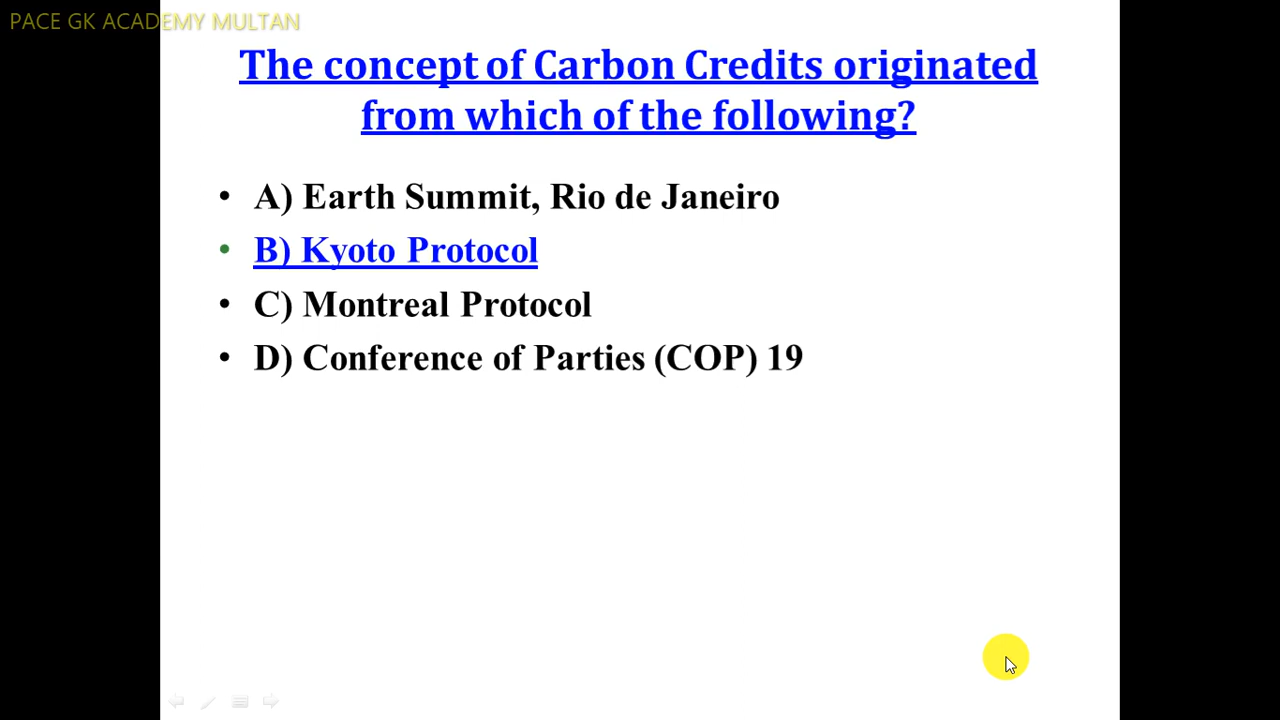 PACE GK ACADEMY MULTAN
The concept of Carbon Credits originated
from which of the following?
• A) Earth Summit, Rio de Janeiro
• B) Kyoto Protocol
• C) Montreal Protocol
• D) Conference of Parties (COP) 19